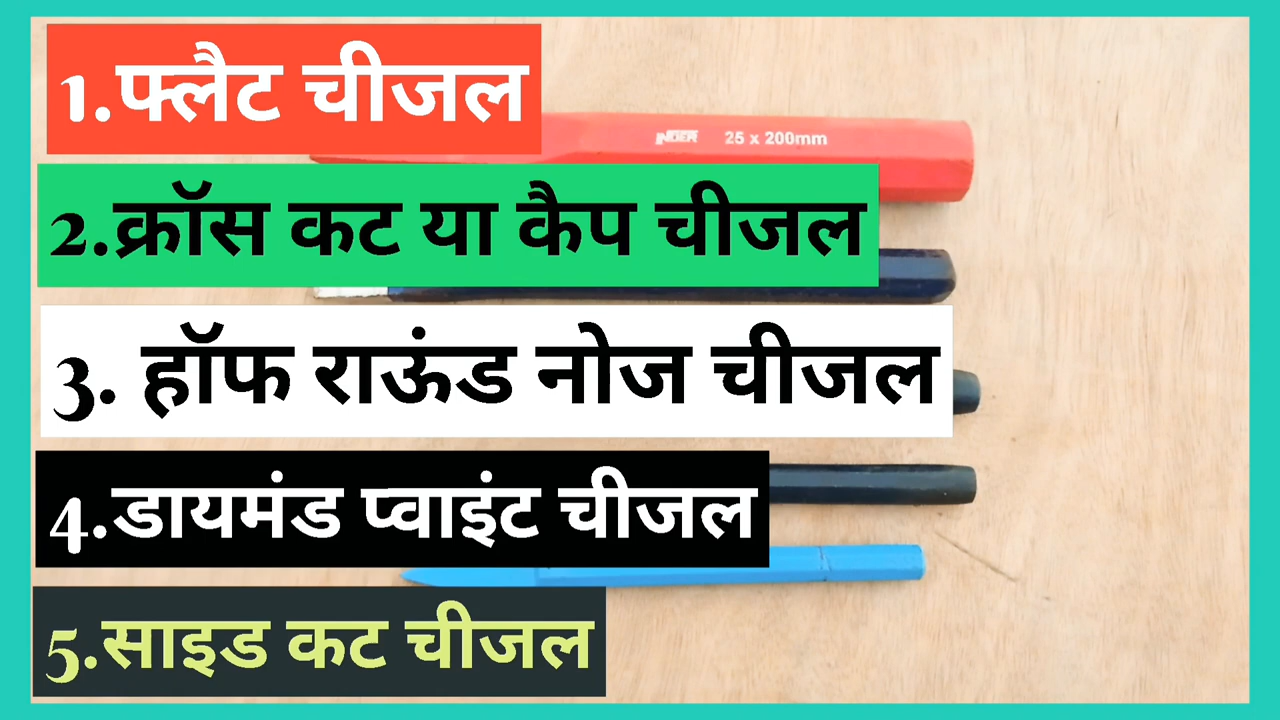 1.फ्लैट चीजल
INDER 25 x 200mm
2.क्रॉस कट या कैप चीजल
3. हॉफ राऊंड नोज चीजल
4.डायमंड प्वाइंट चीजल
5.साइड कट चीजल